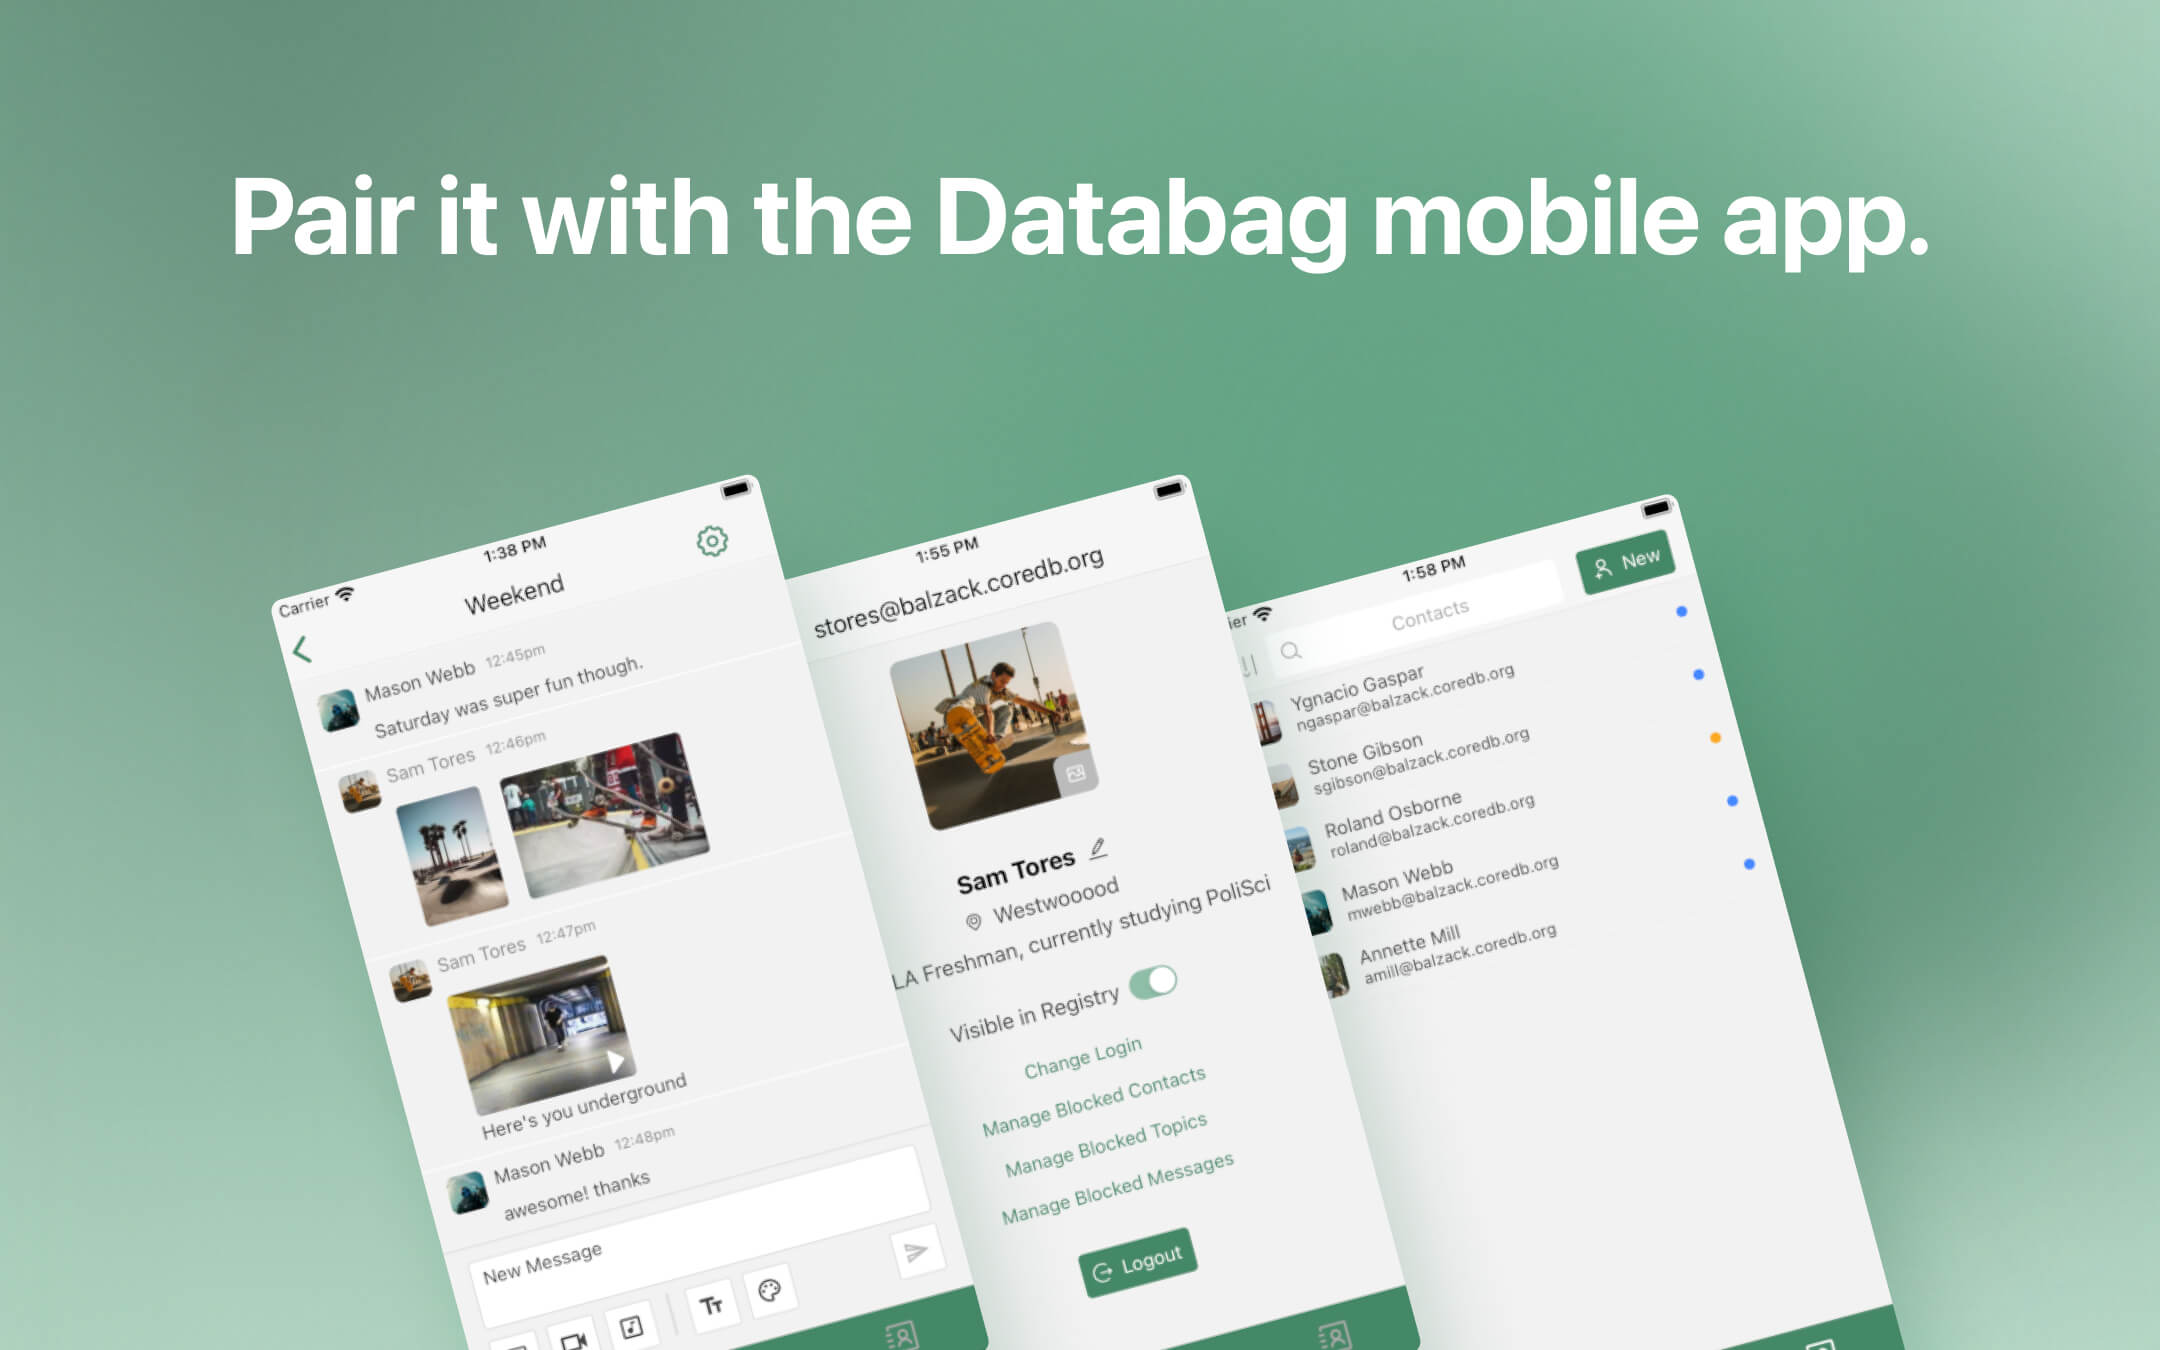 Pair it with the Databag mobile app.
Carrier
1:38 PM
Weekend
Mason Webb 12:45pm
Saturday was super fun though.
Sam Tores 12:46pm
Sam Tores 12:47pm
Here's you underground
Mason Webb 12:48pm
awesome! thanks
New Message
Tт
1:55 PM
stores@balzack.coredb.org
Sam Tores
Westwooood
LA Freshman, currently studying PoliSci
Visible in Registry
Change Login
Manage Blocked Contacts
Manage Blocked Topics
Manage Blocked Messages
Logout
ier
1:58 PM
Contacts
New
Ygnacio Gaspar
ngaspar@balzack.coredb.org
Stone Gibson
sgibson@balzack.coredb.org
Roland Osborne
roland@balzack.coredb.org
Mason Webb
mwebb@balzack.coredb.org
Annette Mill
amill@balzack.coredb.org